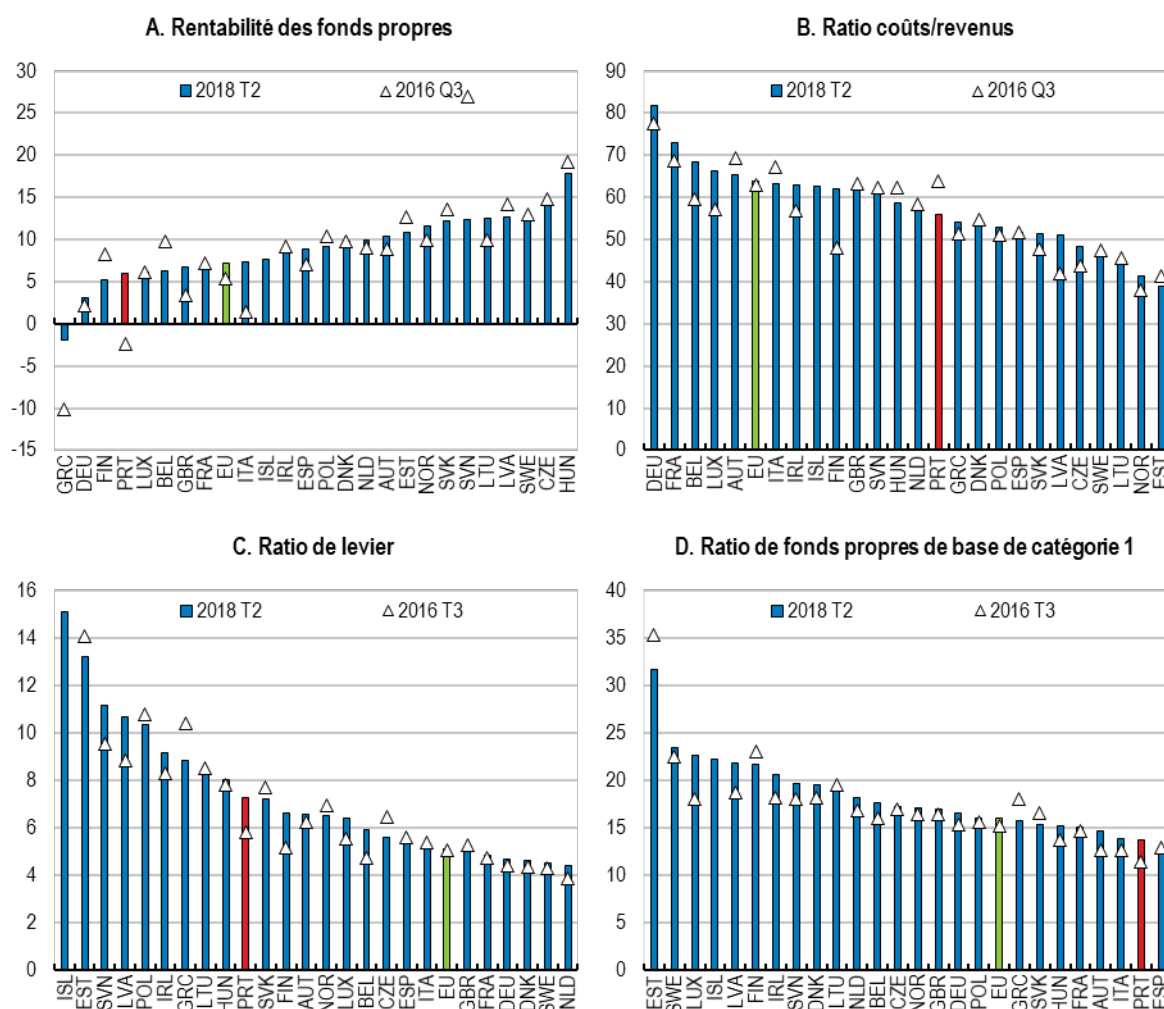 A. Rentabilité des fonds propres
30
25
20
15
10
5
0
-5
-10
-15
2018 T2
2016 Q3
GRC DEU FIN PRT LUX BEL GBR FRA EU ITA ISL IRL ESP POL DNK NLD AUT EST NOR SVK SVN LTU LVA SWE CZE HUN
B. Ratio coûts/revenus
90
80
70
60
50
40
30
20
10
0
2018 T2
2016 Q3
DEU FRA BEL LUX AUT EU ITA IRL ISL FIN GBR SVN HUN NLD PRT GRC DNK POL ESP SVK LVA CZE SWE LTU NOR EST
C. Ratio de levier
16
14
12
10
8
6
4
2
0
2018 T2
2016 T3
ISL EST SVN LVA POL IRL GRC LTU HUN PRT SVK FIN AUT NOR LUX BEL CZE ESP ITA EU GBR FRA DEU DNK SWE NLD
D. Ratio de fonds propres de base de catégorie 1
40
35
30
25
20
15
10
5
0
2018 T2
2016 T3
EST SWE LUX ISL LVA FIN IRL SVN DNK LTU NLD BEL CZE NOR GBR DEU POL EU GRC SVK HUN FRA AUT ITA PRT ESP